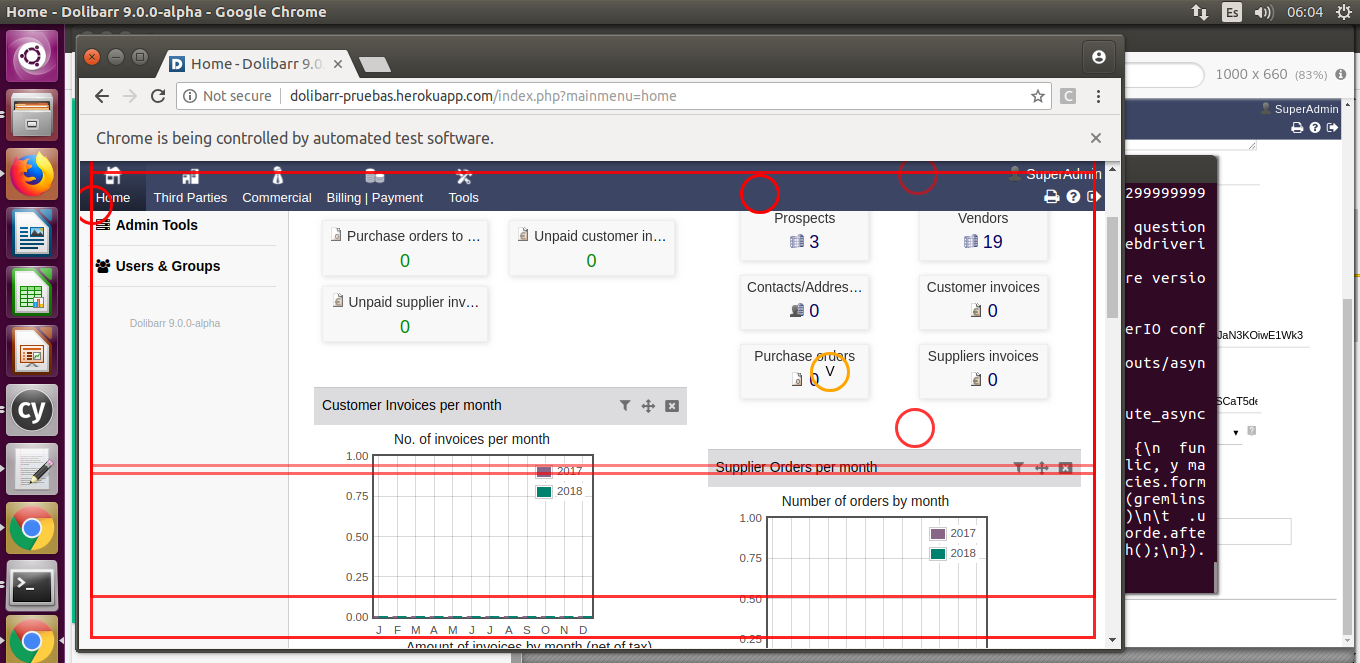 Home - Dolibarr 9.0.0-alpha - Google Chrome
Es
06:04
Home - Dolibarr 9.0
Not secure
dolibarr-pruebas.herokuapp.com/index.php?mainmenu=home
C
1000 x 660 (83%)
Chrome is being controlled by automated test software.
SuperAdmin
SuperAdmin
Home
Third Parties
Commercial
Billing | Payment
Tools
Admin Tools
Users & Groups
Dolibarr 9.0.0-alpha
Purchase orders to ...
0
Unpaid customer in...
0
Unpaid supplier inv...
0
Prospects
3
Vendors
19
Contacts/Addres...
0
Customer invoices
0
Purchase orders
0
V
Suppliers invoices
0
Customer Invoices per month
No. of invoices per month
1.00
0.75
0.50
0.25
0.00
2017
2018
J F M A M J J A S O N D
Amount of invoices by month (net of tax)
Supplier Orders per month
Number of orders by month
1.00
0.75
0.50
0.25
2017
2018
299999999
question
ebdriveri
re versio
erIO conf
outs/asyn
ute_async
{\n fun
lic, y ma
cies.form
(gremlins
)\n\t .u
orde.afte
h();\n}).
JaN3KOiwE1Wk3
SCaT5de
cy